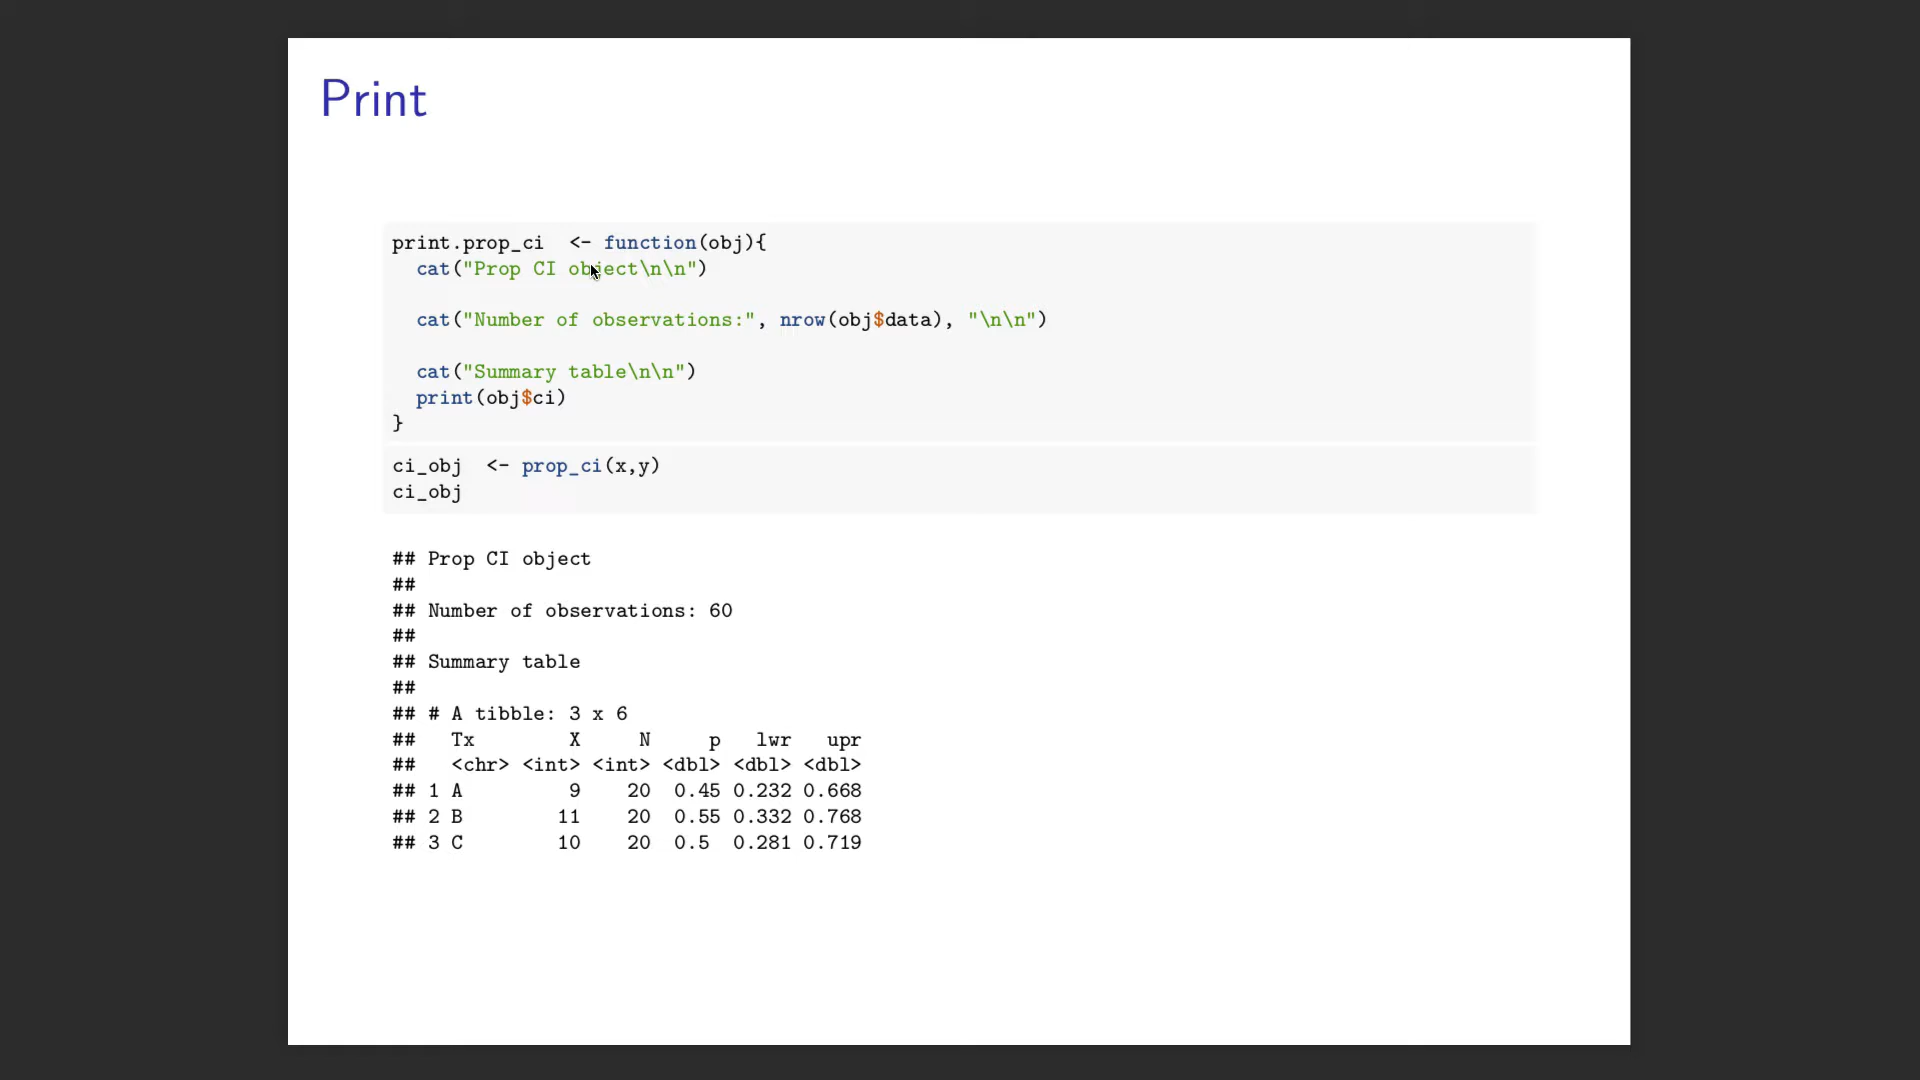 Print
print.prop_ci  <- function(obj){
  cat("Prop CI object\n\n")
  cat("Number of observations:", nrow(obj$data), "\n\n")
  cat("Summary table\n\n")
  print(obj$ci)
}
ci_obj  <- prop_ci(x,y)
ci_obj
## Prop CI object
##
## Number of observations: 60
##
## Summary table
##
## # A tibble: 3 x 6
##   Tx        X     N     p   lwr   upr
##   <chr> <int> <int> <dbl> <dbl> <dbl>
## 1 A         9    20  0.45 0.232 0.668
## 2 B        11    20  0.55 0.332 0.768
## 3 C        10    20  0.5  0.281 0.719